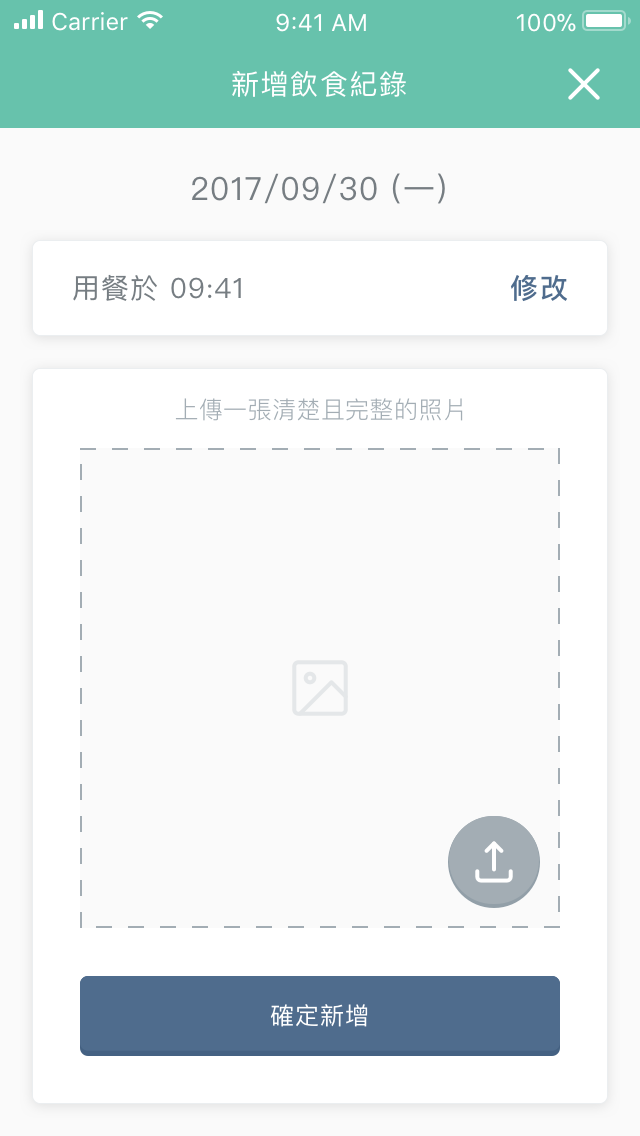 Carrier 9:41 AM 100%
新增飲食紀錄
2017/09/30 (一)
用餐於 09:41 修改
上傳一張清楚且完整的照片
確定新增